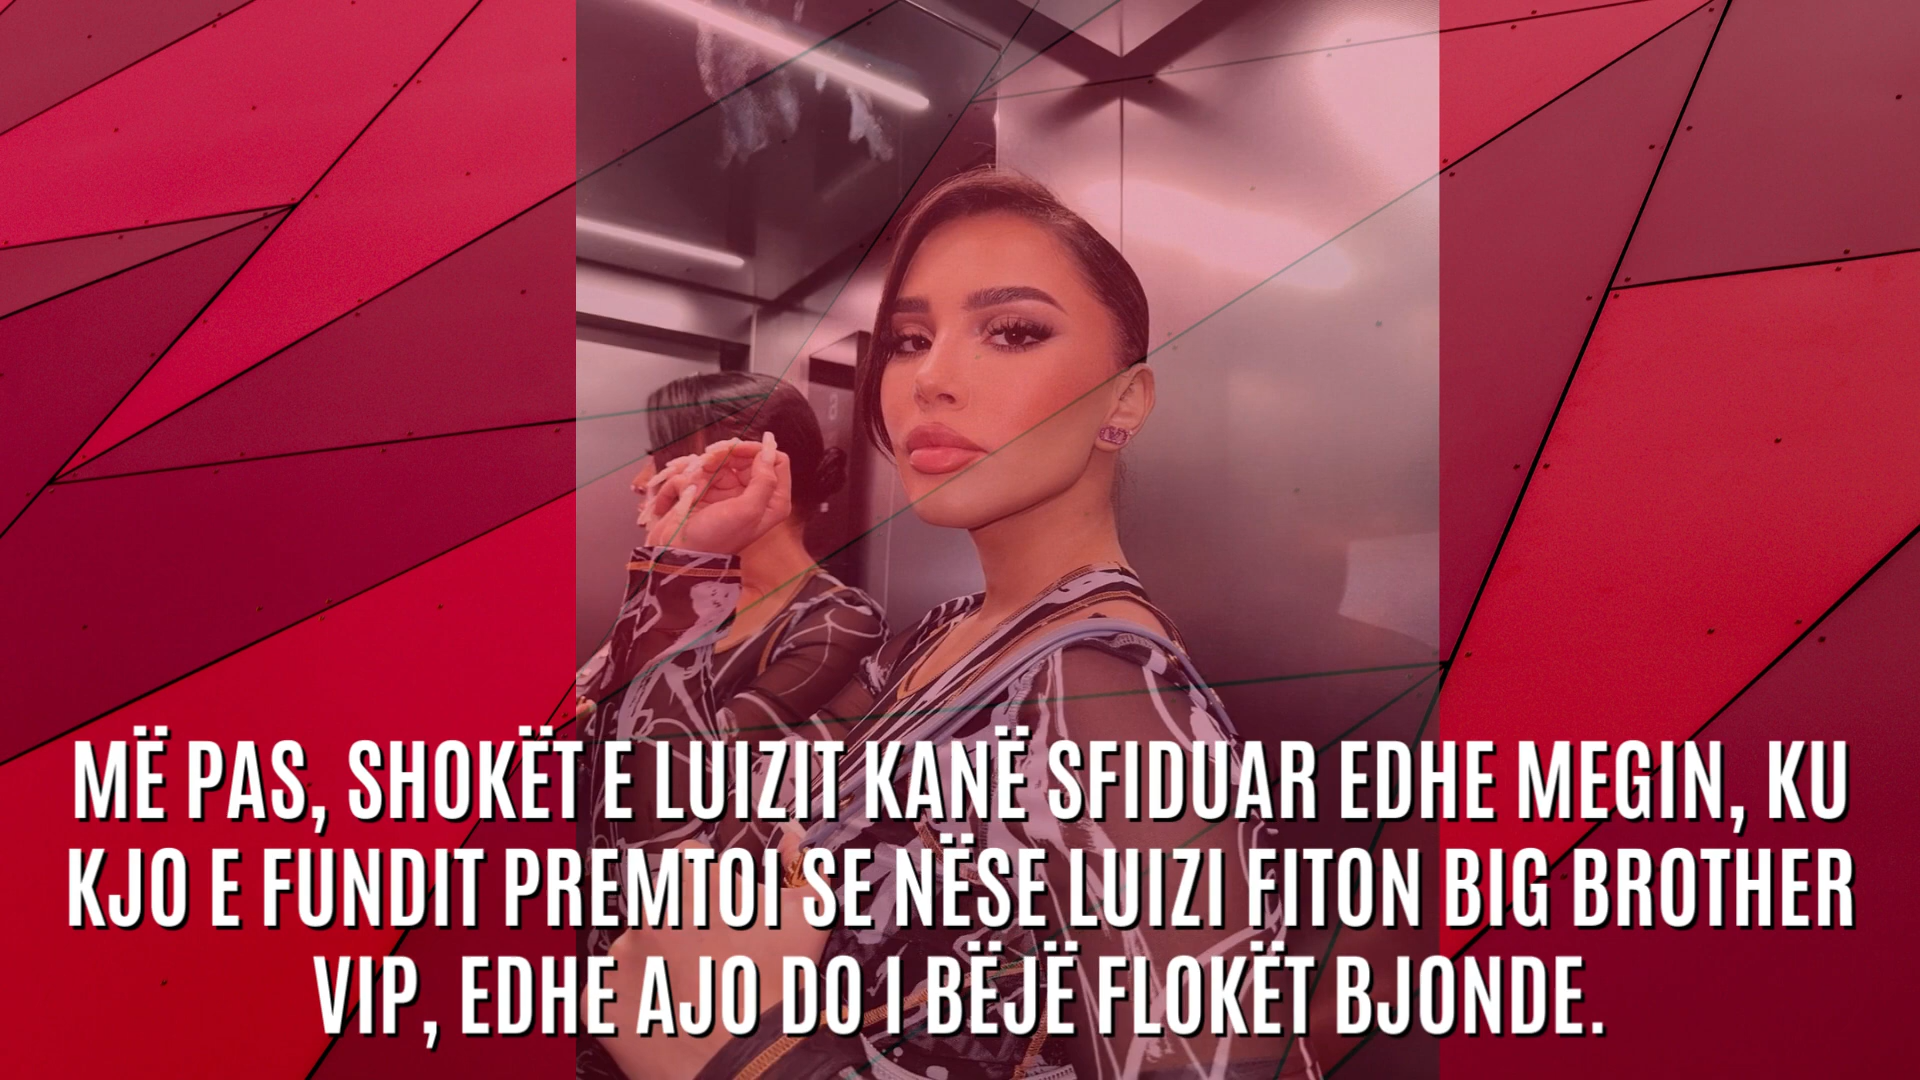 MË PAS, SHOKËT E LUIZIT KANË SFIDUAR EDHE MEGIN, KU
KJO E FUNDIT PREMTOI SE NËSE LUIZI FITON BIG BROTHER
VIP, EDHE AJO DO I BËJË FLOKËT BJONDE.